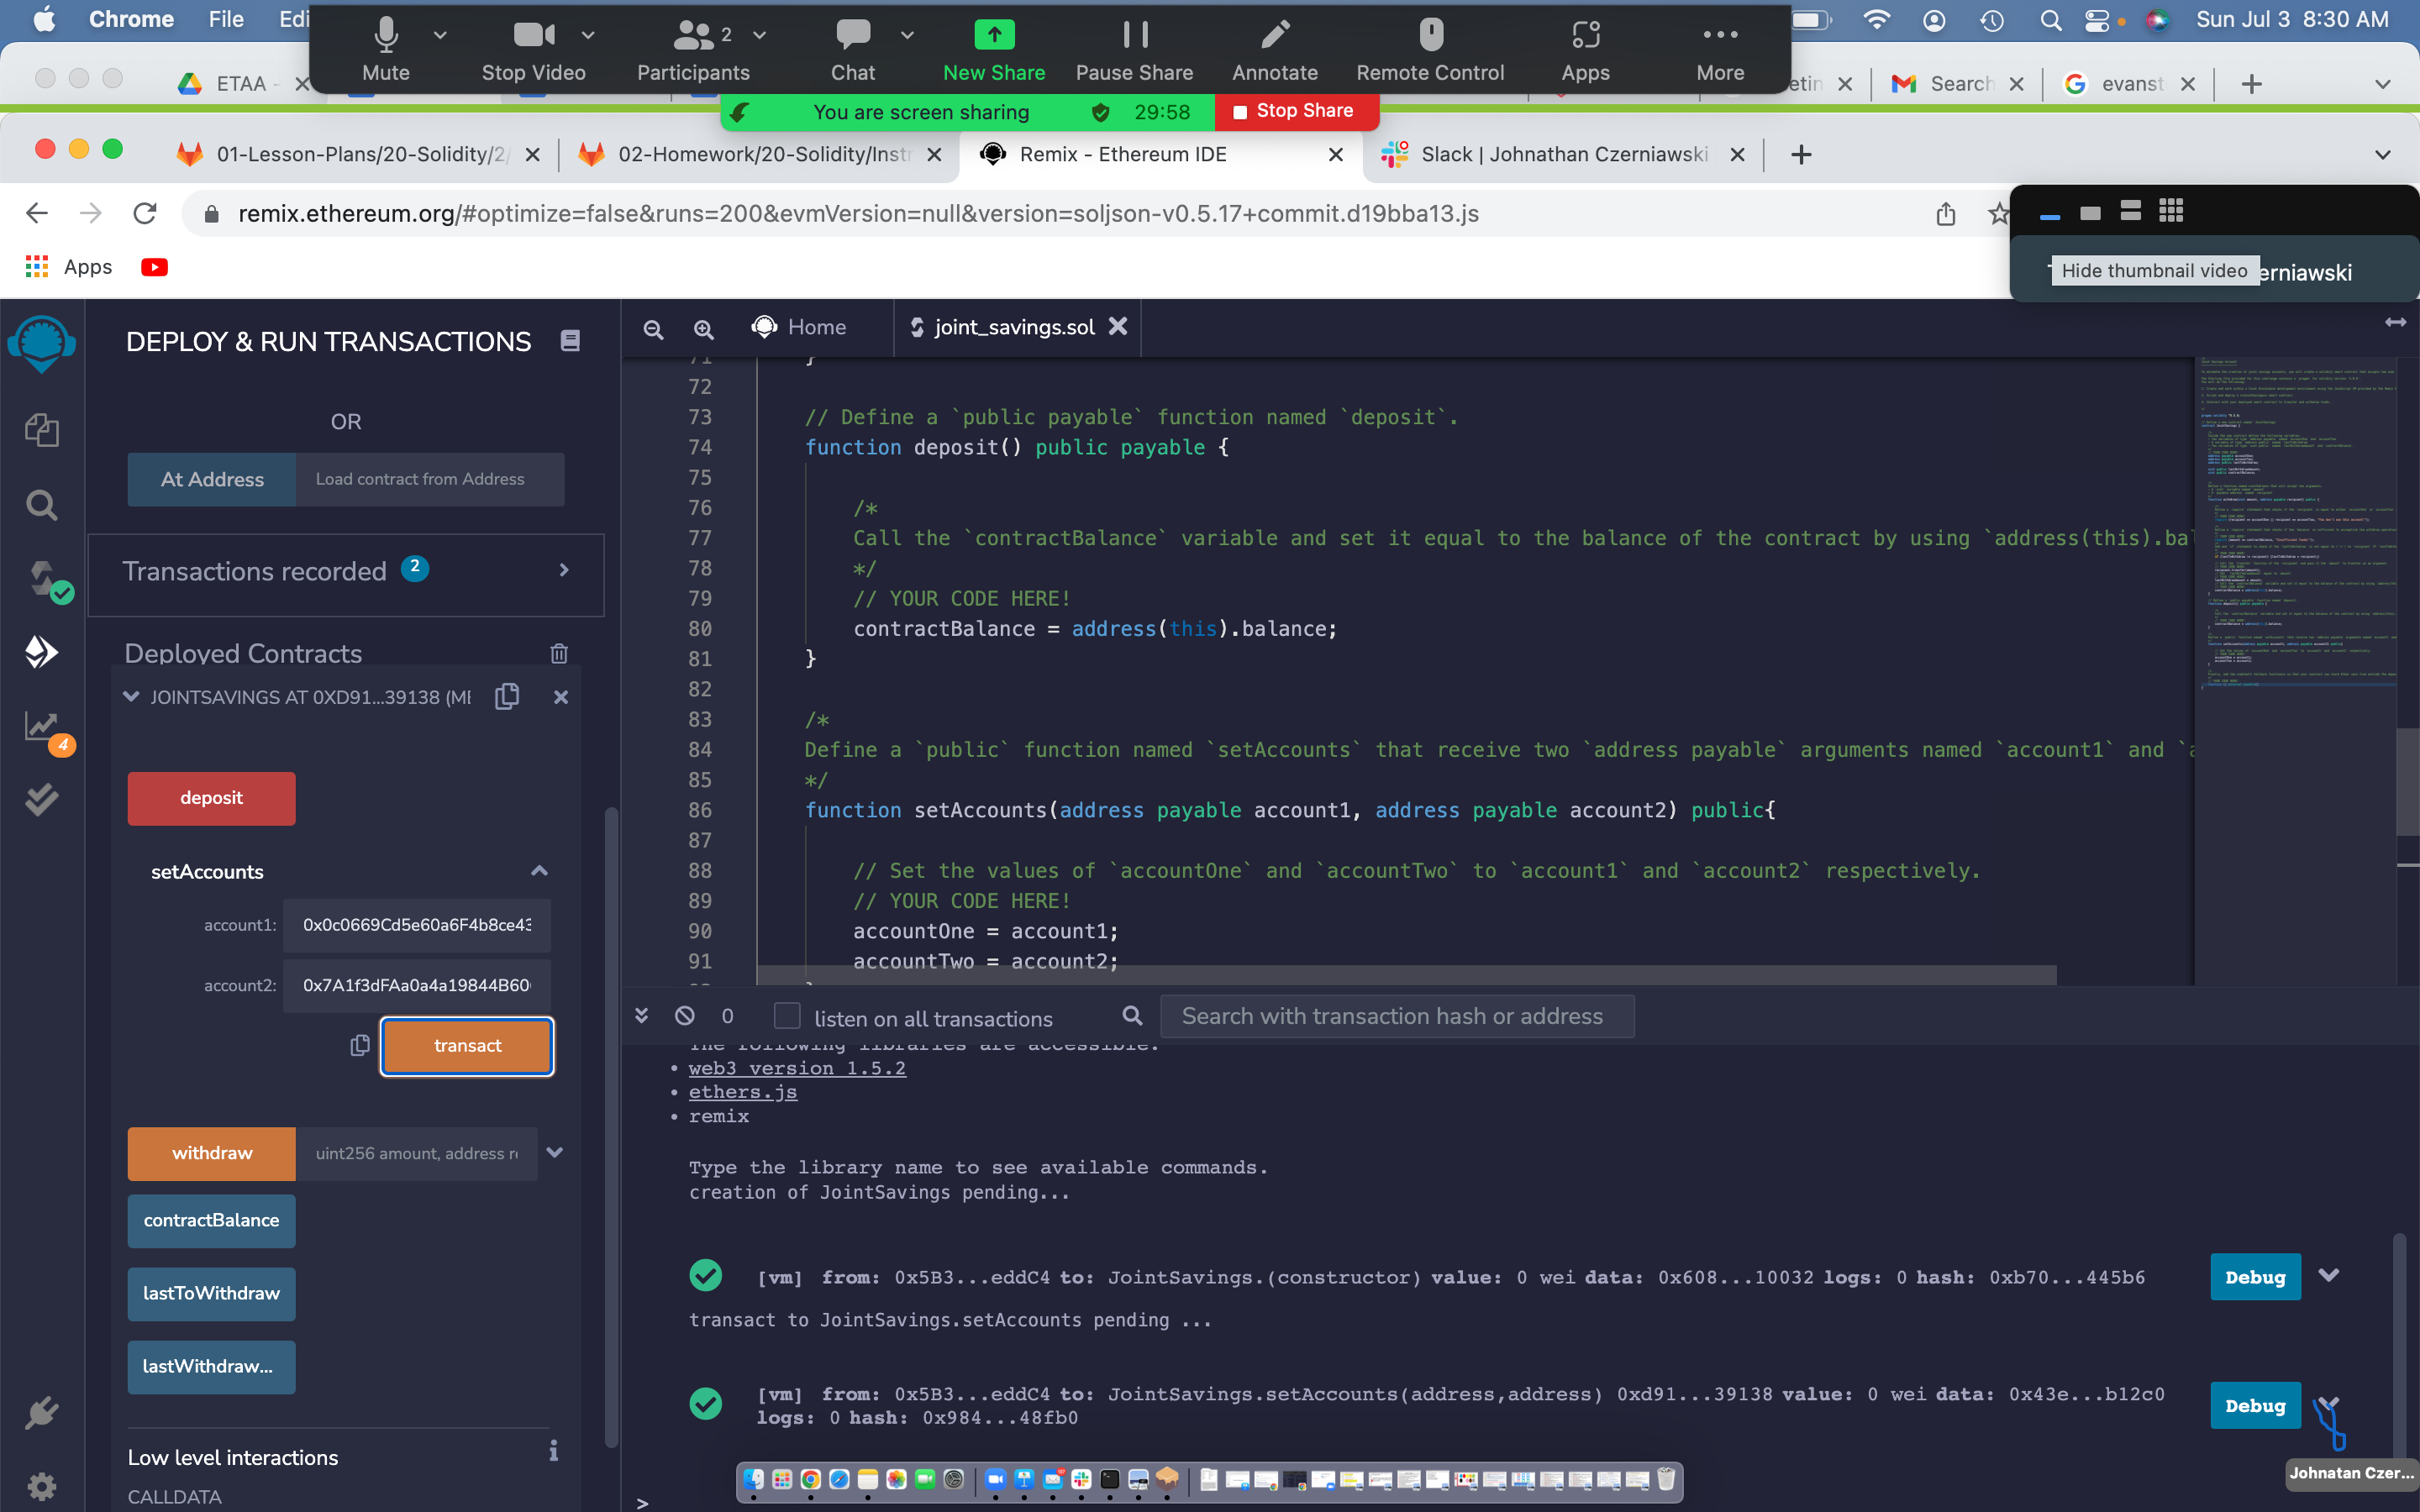 Chrome File Edi
Sun Jul 3 8:30 AM
Mute Stop Video 2 Participants Chat New Share Pause Share Annotate Remote Control Apps More
You are screen sharing 29:58 Stop Share
ETAA - etin Search evanst
01-Lesson-Plans/20-Solidity/2/ 02-Homework/20-Solidity/Instr Remix - Ethereum IDE Slack | Johnathan Czerniawski
remix.ethereum.org/#optimize=false&runs=200&evmVersion=null&version=soljson-v0.5.17+commit.d19bba13.js
Apps
Hide thumbnail video erniawski
DEPLOY & RUN TRANSACTIONS
OR
At Address Load contract from Address
Transactions recorded 2
Deployed Contracts
JOINTSAVINGS AT 0XD91...39138 (ME
4
deposit
setAccounts
account1: 0x0c0669Cd5e60a6F4b8ce43
account2: 0x7A1f3dFAa0a4a19844B60
transact
withdraw uint256 amount, address re
contractBalance
lastToWithdraw
lastWithdraw...
Low level interactions
CALLDATA
Home joint_savings.sol
71 }
72
73 // Define a `public payable` function named `deposit`.
74 function deposit() public payable {
75
76 /*
77 Call the `contractBalance` variable and set it equal to the balance of the contract by using `address(this).bal
78 */
79 // YOUR CODE HERE!
80 contractBalance = address(this).balance;
81 }
82
83 /*
84 Define a `public` function named `setAccounts` that receive two `address payable` arguments named `account1` and `a
85 */
86 function setAccounts(address payable account1, address payable account2) public{
87
88 // Set the values of `accountOne` and `accountTwo` to `account1` and `account2` respectively.
89 // YOUR CODE HERE!
90 accountOne = account1;
91 accountTwo = account2;
0 listen on all transactions Search with transaction hash or address
The following libraries are accessible:
• web3 version 1.5.2
• ethers.js
• remix
Type the library name to see available commands.
creation of JointSavings pending...
[vm] from: 0x5B3...eddC4 to: JointSavings.(constructor) value: 0 wei data: 0x608...10032 logs: 0 hash: 0xb70...445b6
Debug
transact to JointSavings.setAccounts pending ...
[vm] from: 0x5B3...eddC4 to: JointSavings.setAccounts(address,address) 0xd91...39138 value: 0 wei data: 0x43e...b12c0
logs: 0 hash: 0x984...48fb0
Debug
Johnatan Czer...
>